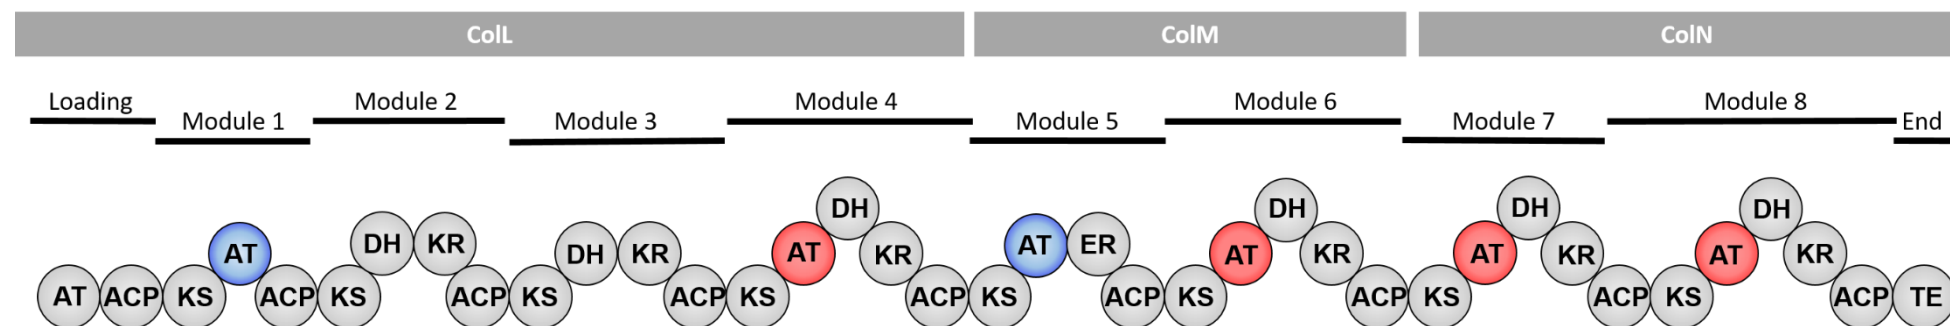 ColL ColM ColN
Loading Module 2 Module 4 Module 6 Module 8
Module 1 Module 3 Module 5 Module 7 End
DH DH DH DH
AT DH KR DH KR AT KR AT ER AT KR AT KR AT KR
AT ACP KS ACP KS ACP KS ACP KS ACP KS ACP KS ACP KS ACP KS ACP TE